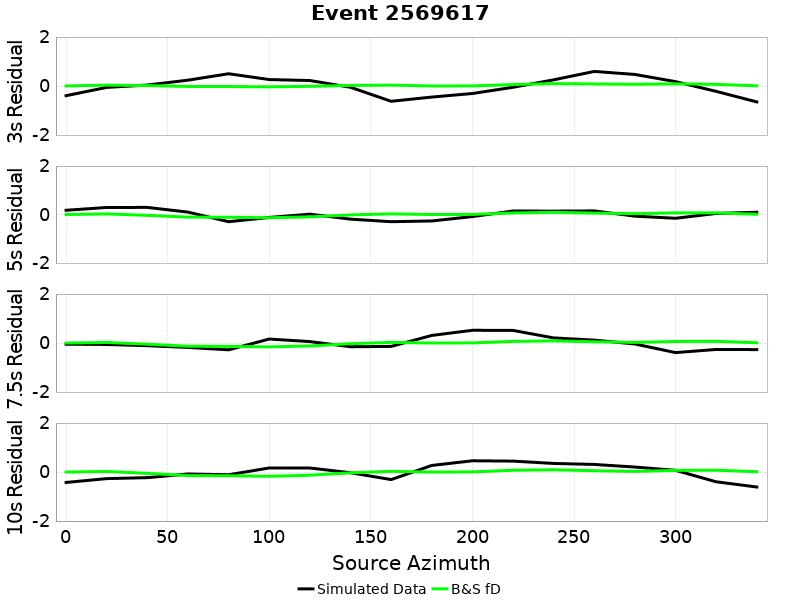 Event 2569617
3s Residual
2
0
-2
5s Residual
2
0
-2
7.5s Residual
2
0
-2
10s Residual
2
0
-2
0 50 100 150 200 250 300
Source Azimuth
Simulated Data B&S fD